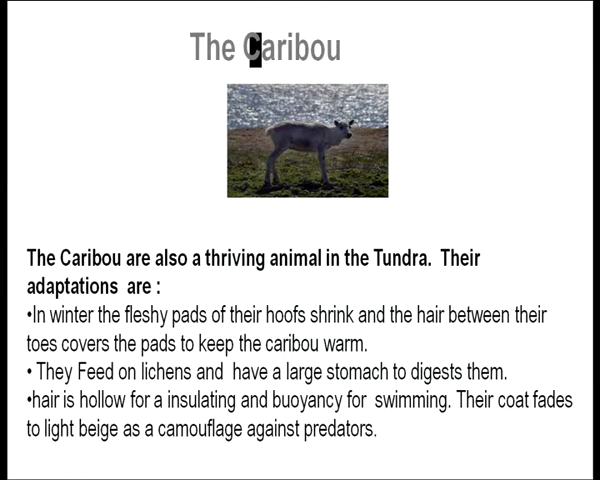 The Caribou
The Caribou are also a thriving animal in the Tundra.  Their
adaptations  are :
•In winter the fleshy pads of their hoofs shrink and the hair between their
toes covers the pads to keep the caribou warm.
• They Feed on lichens and  have a large stomach to digests them.
•hair is hollow for a insulating and buoyancy for  swimming. Their coat fades
to light beige as a camouflage against predators.